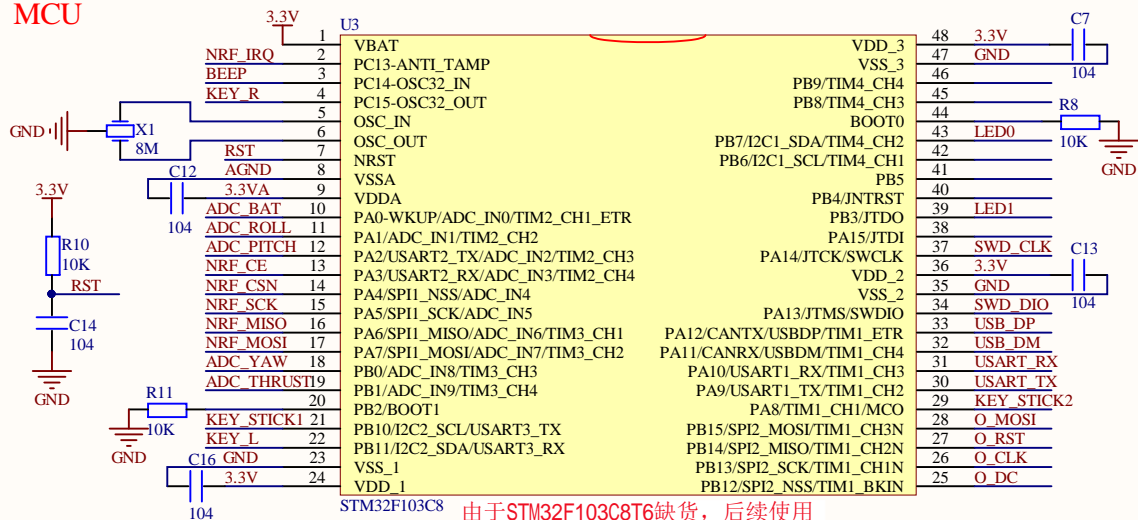 MCU
3.3V
U3
1 VBAT
NRF_IRQ 2 PC13-ANTI_TAMP
BEEP 3 PC14-OSC32_IN
KEY_R 4 PC15-OSC32_OUT
5 OSC_IN
6 OSC_OUT
GND
X1
8M
RST 7 NRST
AGND 8 VSSA
3.3VA 9 VDDA
C12
104
ADC_BAT 10 PA0-WKUP/ADC_IN0/TIM2_CH1_ETR
ADC_ROLL 11 PA1/ADC_IN1/TIM2_CH2
ADC_PITCH 12 PA2/USART2_TX/ADC_IN2/TIM2_CH3
NRF_CE 13 PA3/USART2_RX/ADC_IN3/TIM2_CH4
NRF_CSN 14 PA4/SPI1_NSS/ADC_IN4
NRF_SCK 15 PA5/SPI1_SCK/ADC_IN5
NRF_MISO 16 PA6/SPI1_MISO/ADC_IN6/TIM3_CH1
NRF_MOSI 17 PA7/SPI1_MOSI/ADC_IN7/TIM3_CH2
ADC_YAW 18 PB0/ADC_IN8/TIM3_CH3
ADC_THRUST 19 PB1/ADC_IN9/TIM3_CH4
20 PB2/BOOT1
KEY_STICK1 21 PB10/I2C2_SCL/USART3_TX
KEY_L 22 PB11/I2C2_SDA/USART3_RX
GND 23 VSS_1
3.3V 24 VDD_1
3.3V
R10
10K
RST
C14
104
GND
R11
10K
GND
C16
104
VDD_3 48 3.3V
VSS_3 47 GND
PB9/TIM4_CH4 46
PB8/TIM4_CH3 45
BOOT0 44
PB7/I2C1_SDA/TIM4_CH2 43 LED0
PB6/I2C1_SCL/TIM4_CH1 42
PB5 41
PB4/JNTRST 40
PB3/JTDO 39 LED1
PA15/JTDI 38
PA14/JTCK/SWCLK 37 SWD_CLK
VDD_2 36 3.3V
VSS_2 35 GND
PA13/JTMS/SWDIO 34 SWD_DIO
PA12/CANTX/USBDP/TIM1_ETR 33 USB_DP
PA11/CANRX/USBDM/TIM1_CH4 32 USB_DM
PA10/USART1_RX/TIM1_CH3 31 USART_RX
PA9/USART1_TX/TIM1_CH2 30 USART_TX
PA8/TIM1_CH1/MCO 29 KEY_STICK2
PB15/SPI2_MOSI/TIM1_CH3N 28 O_MOSI
PB14/SPI2_MISO/TIM1_CH2N 27 O_RST
PB13/SPI2_SCK/TIM1_CH1N 26 O_CLK
PB12/SPI2_NSS/TIM1_BKIN 25 O_DC
C7
104
R8
10K
GND
C13
104
STM32F103C8
由于STM32F103C8T6缺货，后续使用